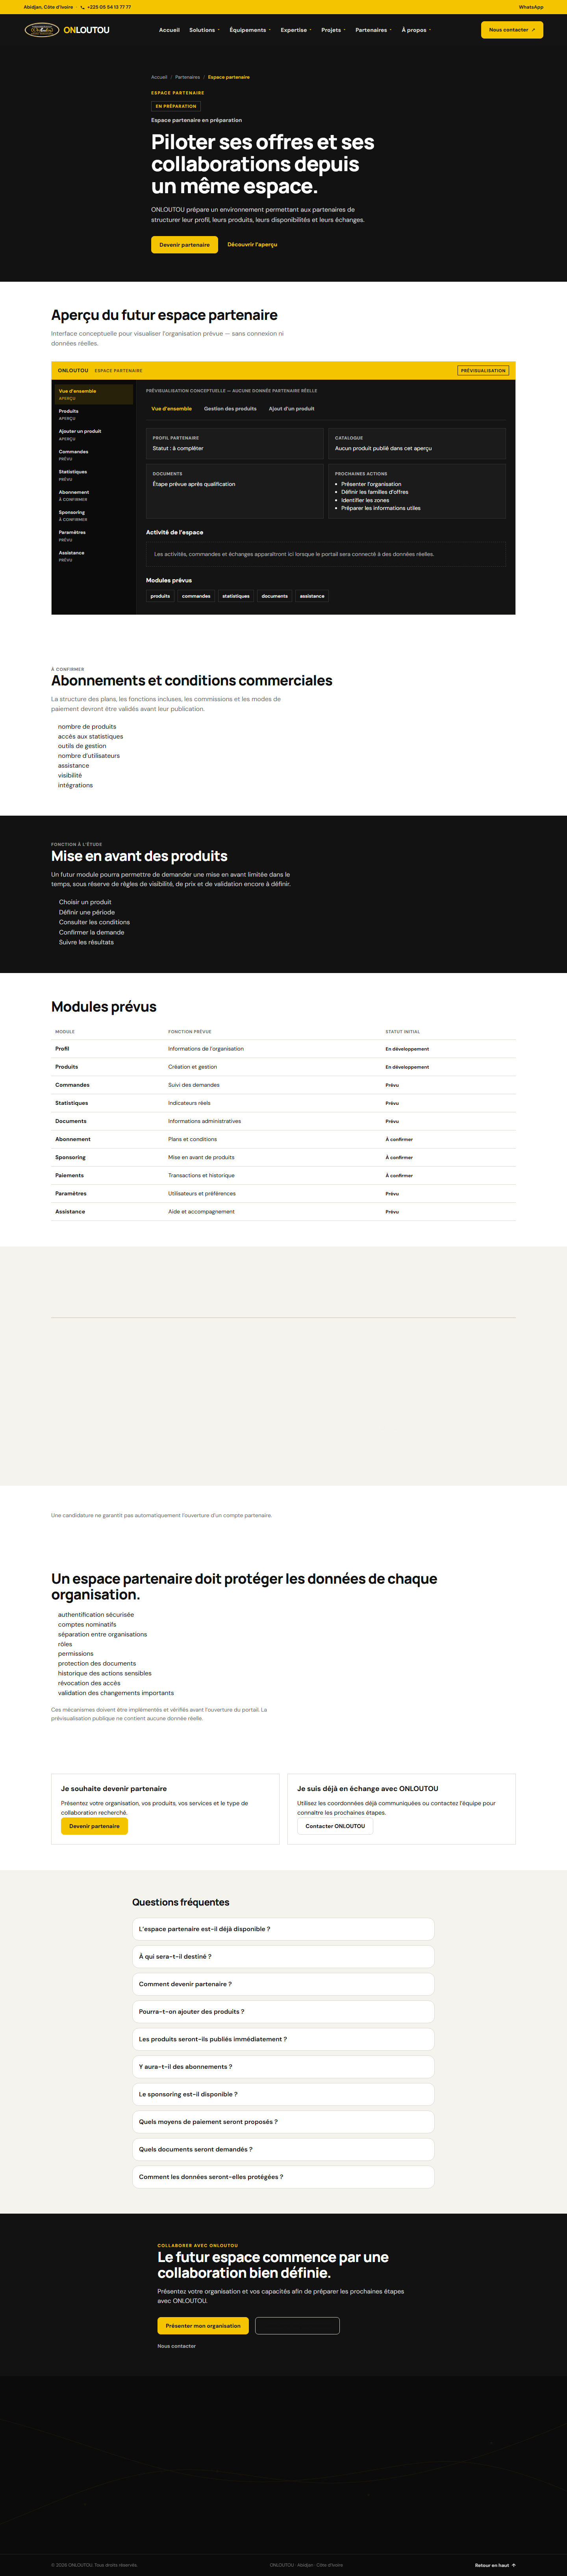 Abidjan, Côte d'Ivoire · +225 05 54 13 77 77
WhatsApp
ONLOUTOU
Accueil
Solutions
Équipements
Expertise
Projets
Partenaires
À propos
Nous contacter ↗
Accueil / Partenaires / Espace partenaire
ESPACE PARTENAIRE
EN PRÉPARATION
Espace partenaire en préparation
Piloter ses offres et ses
collaborations depuis
un même espace.
ONLOUTOU prépare un environnement permettant aux partenaires de
structurer leur profil, leurs produits, leurs disponibilités et leurs échanges.
Devenir partenaire
Découvrir l'aperçu
Aperçu du futur espace partenaire
Interface conceptuelle pour visualiser l'organisation prévue — sans connexion ni
données réelles.
ONLOUTOU ESPACE PARTENAIRE
PRÉVISUALISATION
Vue d'ensemble
APERÇU
Produits
APERÇU
Ajouter un produit
APERÇU
Commandes
PRÉVU
Statistiques
PRÉVU
Abonnement
À CONFIRMER
Sponsoring
À CONFIRMER
Paramètres
PRÉVU
Assistance
PRÉVU
PRÉVISUALISATION CONCEPTUELLE — AUCUNE DONNÉE PARTENAIRE RÉELLE
Vue d'ensemble Gestion des produits Ajout d'un produit
PROFIL PARTENAIRE
Statut : à compléter
CATALOGUE
Aucun produit publié dans cet aperçu
DOCUMENTS
Étape prévue après qualification
PROCHAINES ACTIONS
• Présenter l'organisation
• Définir les familles d'offres
• Identifier les zones
• Préparer les informations utiles
Activité de l'espace
Les activités, commandes et échanges apparaîtront ici lorsque le portail sera connecté à des données réelles.
Modules prévus
produits commandes statistiques documents assistance
À CONFIRMER
Abonnements et conditions commerciales
La structure des plans, les fonctions incluses, les commissions et les modes de
paiement devront être validés avant leur publication.
nombre de produits
accès aux statistiques
outils de gestion
nombre d'utilisateurs
assistance
visibilité
intégrations
FONCTION À L'ÉTUDE
Mise en avant des produits
Un futur module pourra permettre de demander une mise en avant limitée dans le
temps, sous réserve de règles de visibilité, de prix et de validation encore à définir.
Choisir un produit
Définir une période
Consulter les conditions
Confirmer la demande
Suivre les résultats
Modules prévus
MODULE FONCTION PRÉVUE STATUT INITIAL
Profil Informations de l'organisation En développement
Produits Création et gestion En développement
Commandes Suivi des demandes Prévu
Statistiques Indicateurs réels Prévu
Documents Informations administratives Prévu
Abonnement Plans et conditions À confirmer
Sponsoring Mise en avant de produits À confirmer
Paiements Transactions et historique À confirmer
Paramètres Utilisateurs et préférences Prévu
Assistance Aide et accompagnement Prévu
Une candidature ne garantit pas automatiquement l'ouverture d'un compte partenaire.
Un espace partenaire doit protéger les données de chaque
organisation.
authentification sécurisée
comptes nominatifs
séparation entre organisations
rôles
permissions
protection des documents
historique des actions sensibles
révocation des accès
validation des changements importants
Ces mécanismes doivent être implémentés et vérifiés avant l'ouverture du portail. La
prévisualisation publique ne contient aucune donnée réelle.
Je souhaite devenir partenaire
Présentez votre organisation, vos produits, vos services et le type de
collaboration recherché.
Devenir partenaire
Je suis déjà en échange avec ONLOUTOU
Utilisez les coordonnées déjà communiquées ou contactez l'équipe pour
connaître les prochaines étapes.
Contacter ONLOUTOU
Questions fréquentes
L'espace partenaire est-il déjà disponible ?
À qui sera-t-il destiné ?
Comment devenir partenaire ?
Pourra-t-on ajouter des produits ?
Les produits seront-ils publiés immédiatement ?
Y aura-t-il des abonnements ?
Le sponsoring est-il disponible ?
Quels moyens de paiement seront proposés ?
Quels documents seront demandés ?
Comment les données seront-elles protégées ?
COLLABORER AVEC ONLOUTOU
Le futur espace commence par une
collaboration bien définie.
Présentez votre organisation et vos capacités afin de préparer les prochaines étapes
avec ONLOUTOU.
Présenter mon organisation
Nous contacter
© 2026 ONLOUTOU. Tous droits réservés.
ONLOUTOU · Abidjan · Côte d'Ivoire
Retour en haut ↑